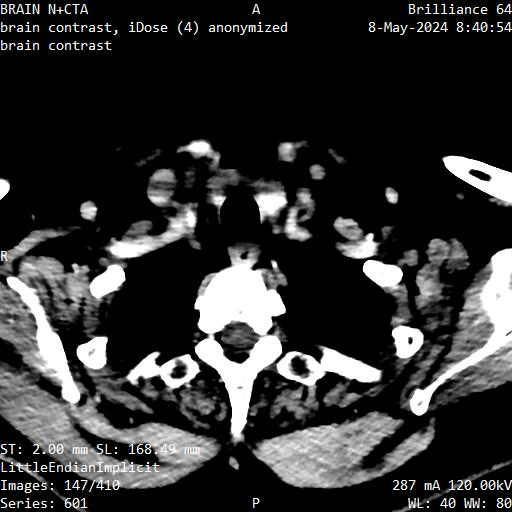 BRAIN N+CTA
brain contrast, iDose (4) anonymized
brain contrast
A
Brilliance 64
8-May-2024 8:40:54
R
ST: 2.00 mm SL: 168.49 mm
LittleEndianImplicit
Images: 147/410
Series: 601
P
287 mA 120.00kV
WL: 40 WW: 80